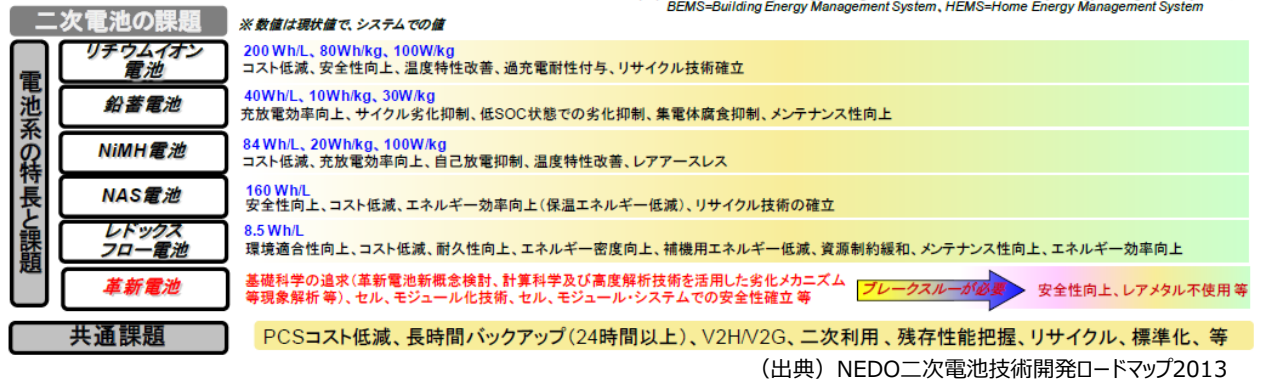 BEMS=Building Energy Management System、HEMS=Home Energy Management System
二次電池の課題
※数値は現状値で、システムでの値
電池系の特長と課題
リチウムイオン
電池
200 Wh/L、80Wh/kg、100W/kg
コスト低減、安全性向上、温度特性改善、過充電耐性付与、リサイクル技術確立
鉛蓄電池
40Wh/L、10Wh/kg、30W/kg
充放電効率向上、サイクル劣化抑制、低SOC状態での劣化抑制、集電体腐食抑制、メンテナンス性向上
NiMH電池
84 Wh/L、20Wh/kg、100W/kg
コスト低減、充放電効率向上、自己放電抑制、温度特性改善、レアアースレス
NAS電池
160 Wh/L
安全性向上、コスト低減、エネルギー効率向上(保温エネルギー低減)、リサイクル技術の確立
レドックス
フロー電池
8.5 Wh/L
環境適合性向上、コスト低減、耐久性向上、エネルギー密度向上、補機用エネルギー低減、資源制約緩和、メンテナンス性向上、エネルギー効率向上
革新電池
基礎科学の追求(革新電池新概念検討、計算科学及び高度解析技術を活用した劣化メカニズム
等現象解析 等)、セル、モジュール化技術、セル、モジュール・システムでの安全性確立 等
ブレークスルーが必要
安全性向上、レアメタル不使用 等
共通課題
PCSコスト低減、長時間バックアップ(24時間以上)、V2H/V2G、二次利用、残存性能把握、リサイクル、標準化、等
（出典）NEDO二次電池技術開発ロードマップ2013